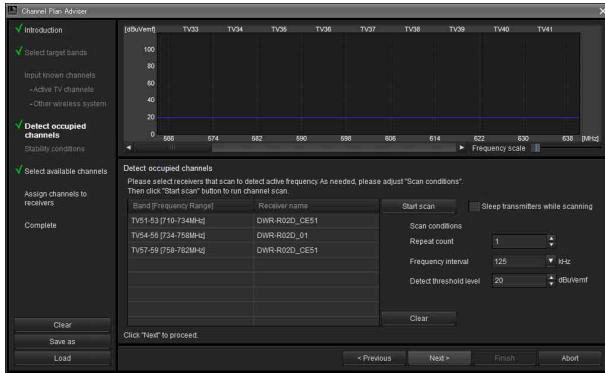 Channel Plan Adviser
Introduction
Select target bands
Input known channels
- Active TV channels
- Other wireless system
Detect occupied
channels
Stability conditions
Select available channels
Assign channels to
receivers
Complete
Clear
Save as
Load
[dBuVemf] TV33 TV34 TV35 TV36 TV37 TV38 TV39 TV40 TV41
100
80
60
40
20
0
566 574 582 590 598 606 614 622 630 638 [MHz]
Frequency scale
Detect occupied channels
Please select receivers that scan to detect active frequency As needed, please adjust "Scan conditions".
Then click "Start scan" button to run channel scan.
Band [Frequency Range] Receiver name
TV51-53 [710-734MHz] DWR-R02D_CE51
TV54-56 [734-758MHz] DWR-R02D_01
TV57-59 [758-782MHz] DWR-R02D_CE51
Start scan Sleep transmitters while scanning
Scan conditions
Repeat count 1
Frequency interval 125 kHz
Detect threshold level 20 dBuVemf
Clear
Click "Next" to proceed.
< Previous Next > Finish Abort